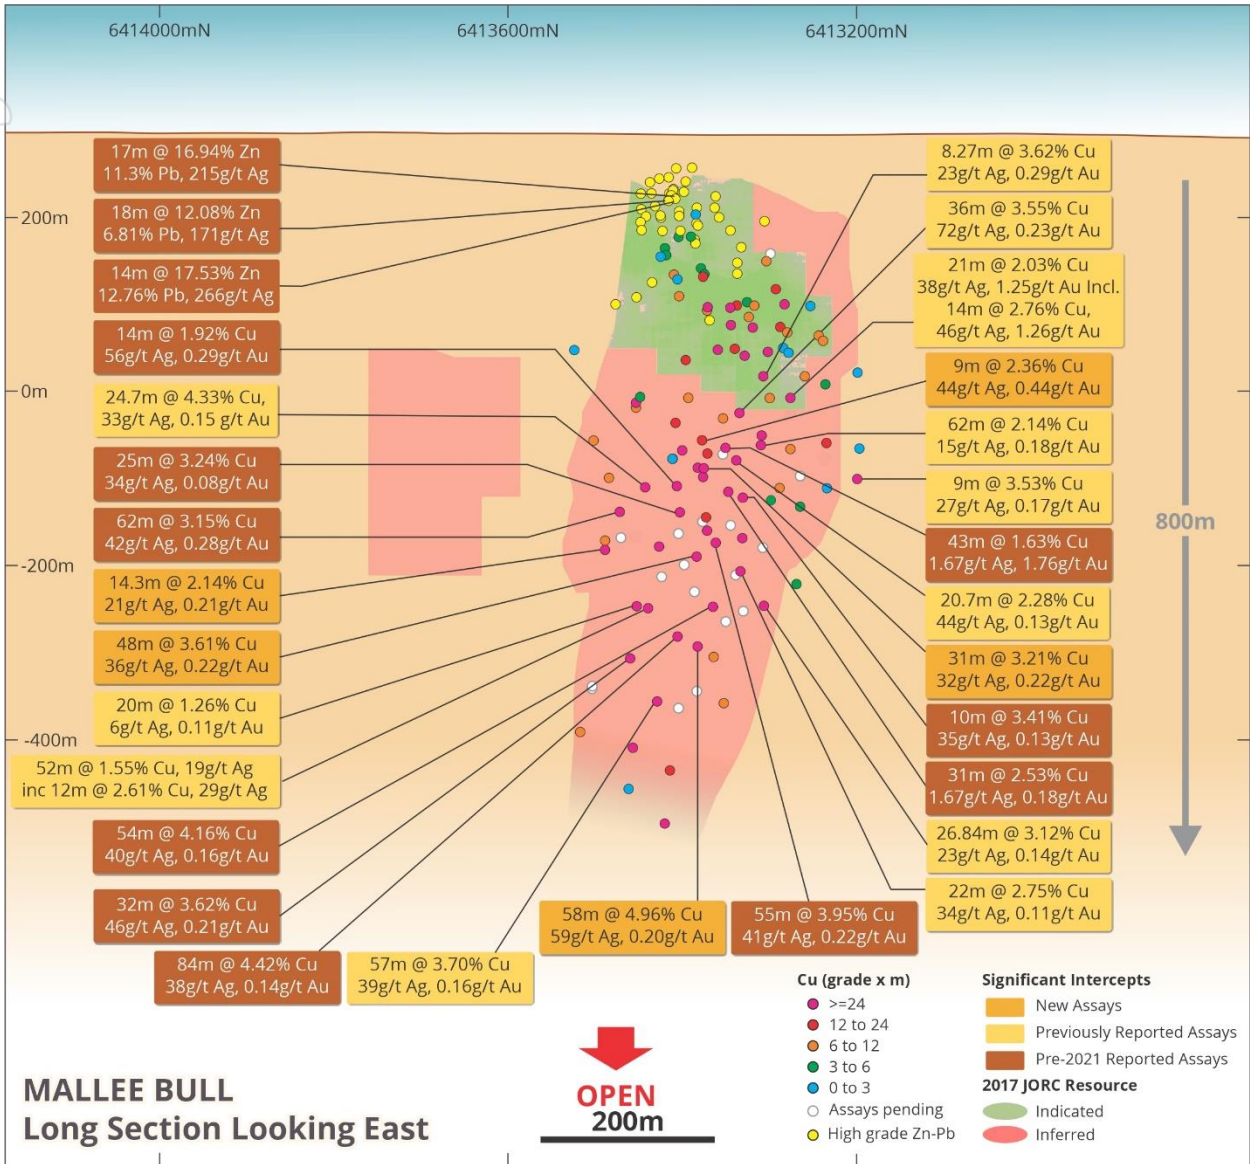 6414000mN
6413600mN
6413200mN
200m
0m
-200m
-400m
17m @ 16.94% Zn
11.3% Pb, 215g/t Ag
18m @ 12.08% Zn
6.81% Pb, 171g/t Ag
14m @ 17.53% Zn
12.76% Pb, 266g/t Ag
14m @ 1.92% Cu
56g/t Ag, 0.29g/t Au
24.7m @ 4.33% Cu,
33g/t Ag, 0.15 g/t Au
25m @ 3.24% Cu
34g/t Ag, 0.08g/t Au
62m @ 3.15% Cu
42g/t Ag, 0.28g/t Au
14.3m @ 2.14% Cu
21g/t Ag, 0.21g/t Au
48m @ 3.61% Cu
36g/t Ag, 0.22g/t Au
20m @ 1.26% Cu
6g/t Ag, 0.11g/t Au
52m @ 1.55% Cu, 19g/t Ag
inc 12m @ 2.61% Cu, 29g/t Ag
54m @ 4.16% Cu
40g/t Ag, 0.16g/t Au
32m @ 3.62% Cu
46g/t Ag, 0.21g/t Au
84m @ 4.42% Cu
38g/t Ag, 0.14g/t Au
57m @ 3.70% Cu
39g/t Ag, 0.16g/t Au
58m @ 4.96% Cu
59g/t Ag, 0.20g/t Au
55m @ 3.95% Cu
41g/t Ag, 0.22g/t Au
8.27m @ 3.62% Cu
23g/t Ag, 0.29g/t Au
36m @ 3.55% Cu
72g/t Ag, 0.23g/t Au
21m @ 2.03% Cu
38g/t Ag, 1.25g/t Au Incl.
14m @ 2.76% Cu,
46g/t Ag, 1.26g/t Au
9m @ 2.36% Cu
44g/t Ag, 0.44g/t Au
62m @ 2.14% Cu
15g/t Ag, 0.18g/t Au
9m @ 3.53% Cu
27g/t Ag, 0.17g/t Au
43m @ 1.63% Cu
1.67g/t Ag, 1.76g/t Au
20.7m @ 2.28% Cu
44g/t Ag, 0.13g/t Au
31m @ 3.21% Cu
32g/t Ag, 0.22g/t Au
10m @ 3.41% Cu
35g/t Ag, 0.13g/t Au
31m @ 2.53% Cu
1.67g/t Ag, 0.18g/t Au
26.84m @ 3.12% Cu
23g/t Ag, 0.14g/t Au
22m @ 2.75% Cu
34g/t Ag, 0.11g/t Au
800m
Cu (grade x m)
>=24
12 to 24
6 to 12
3 to 6
0 to 3
Assays pending
High grade Zn-Pb
Significant Intercepts
New Assays
Previously Reported Assays
Pre-2021 Reported Assays
2017 JORC Resource
Indicated
Inferred
OPEN
200m
MALLEE BULL
Long Section Looking East